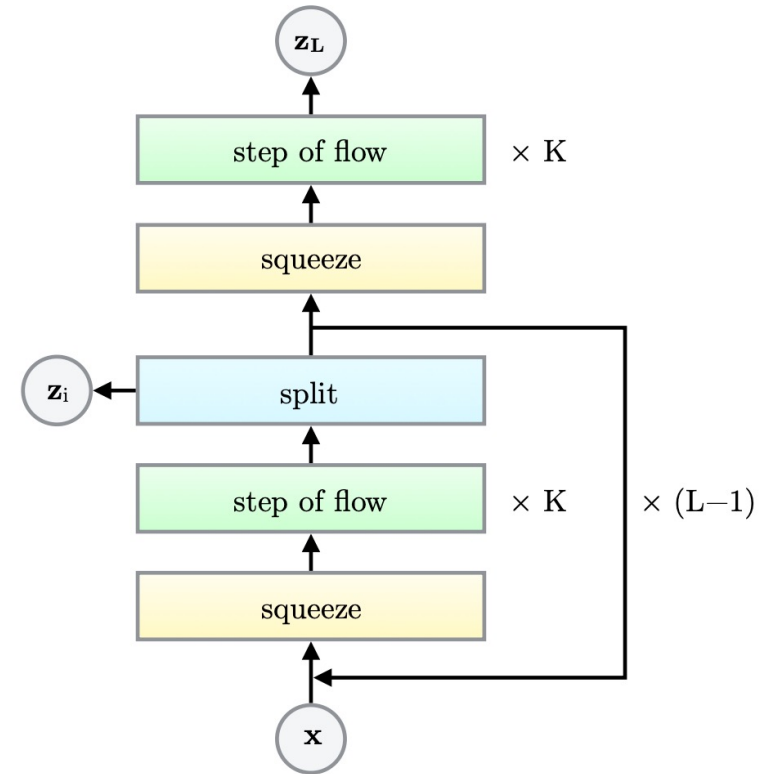 z_L
step of flow × K
squeeze
z_i split
step of flow × K × (L−1)
squeeze
x